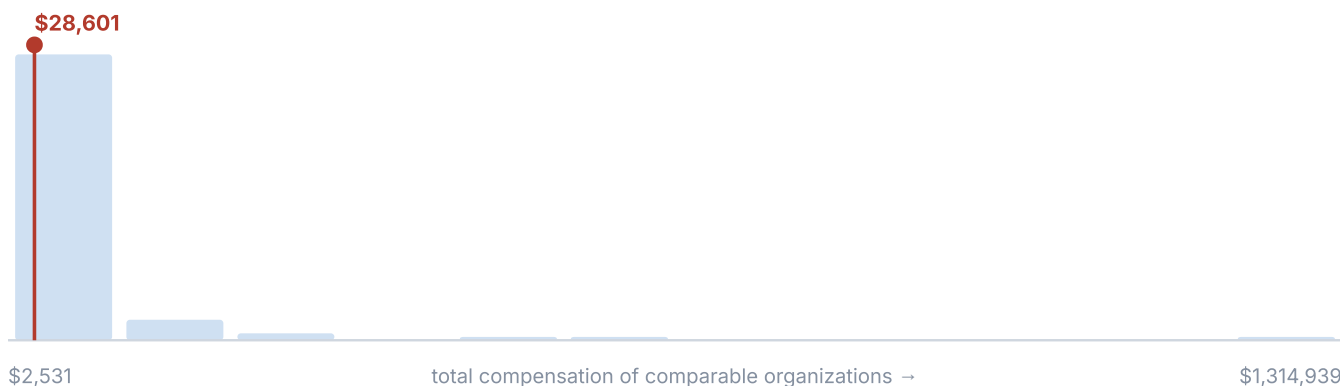 $28,601
$2,531
total compensation of comparable organizations →
$1,314,939